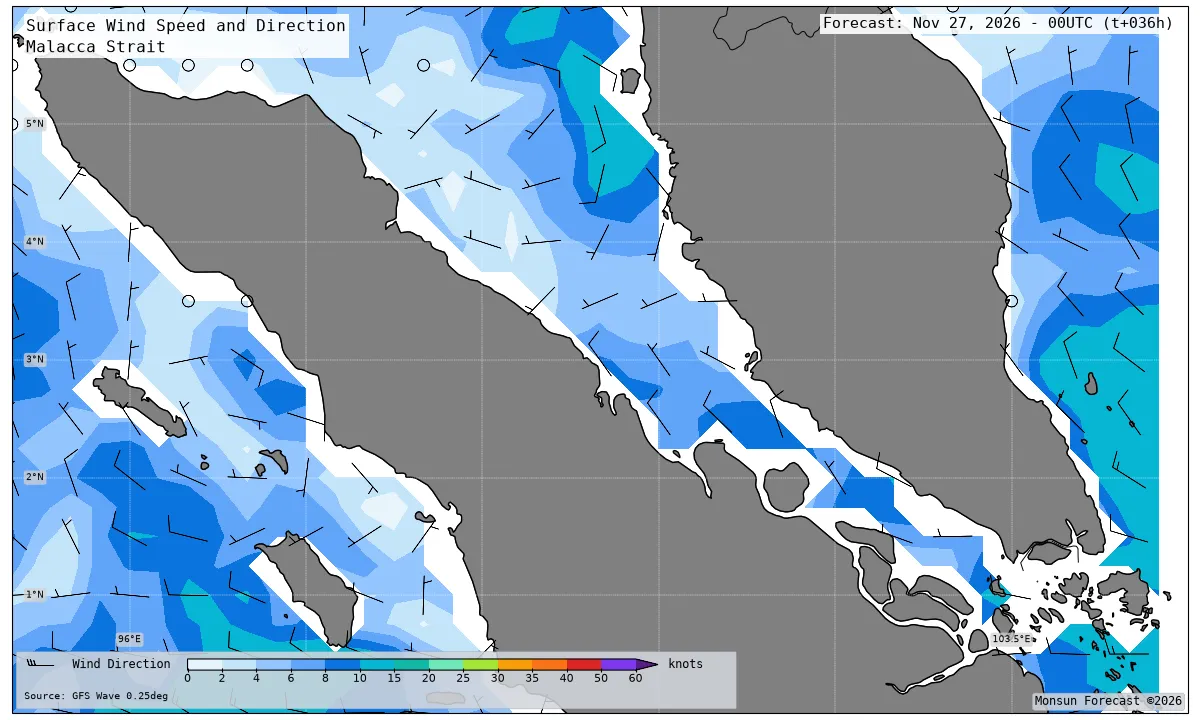 Surface Wind Speed and Direction
Malacca Strait
Forecast: Nov 27, 2026 - 00UTC (t+036h)
5°N
4°N
3°N
2°N
1°N
96°E
103.5°E
Wind Direction
knots
0 2 4 6 8 10 12 15 20 25 30 35 40 50 60
Source: GFS Wave 0.25deg
Monsun Forecast ©2026